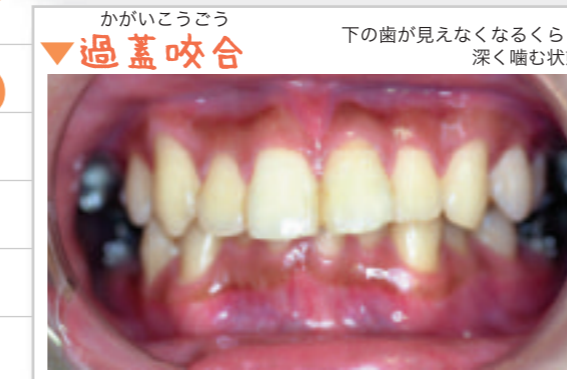 かがいこうごう
▼過蓋咬合
下の歯が見えなくなるくら
深く噛む状